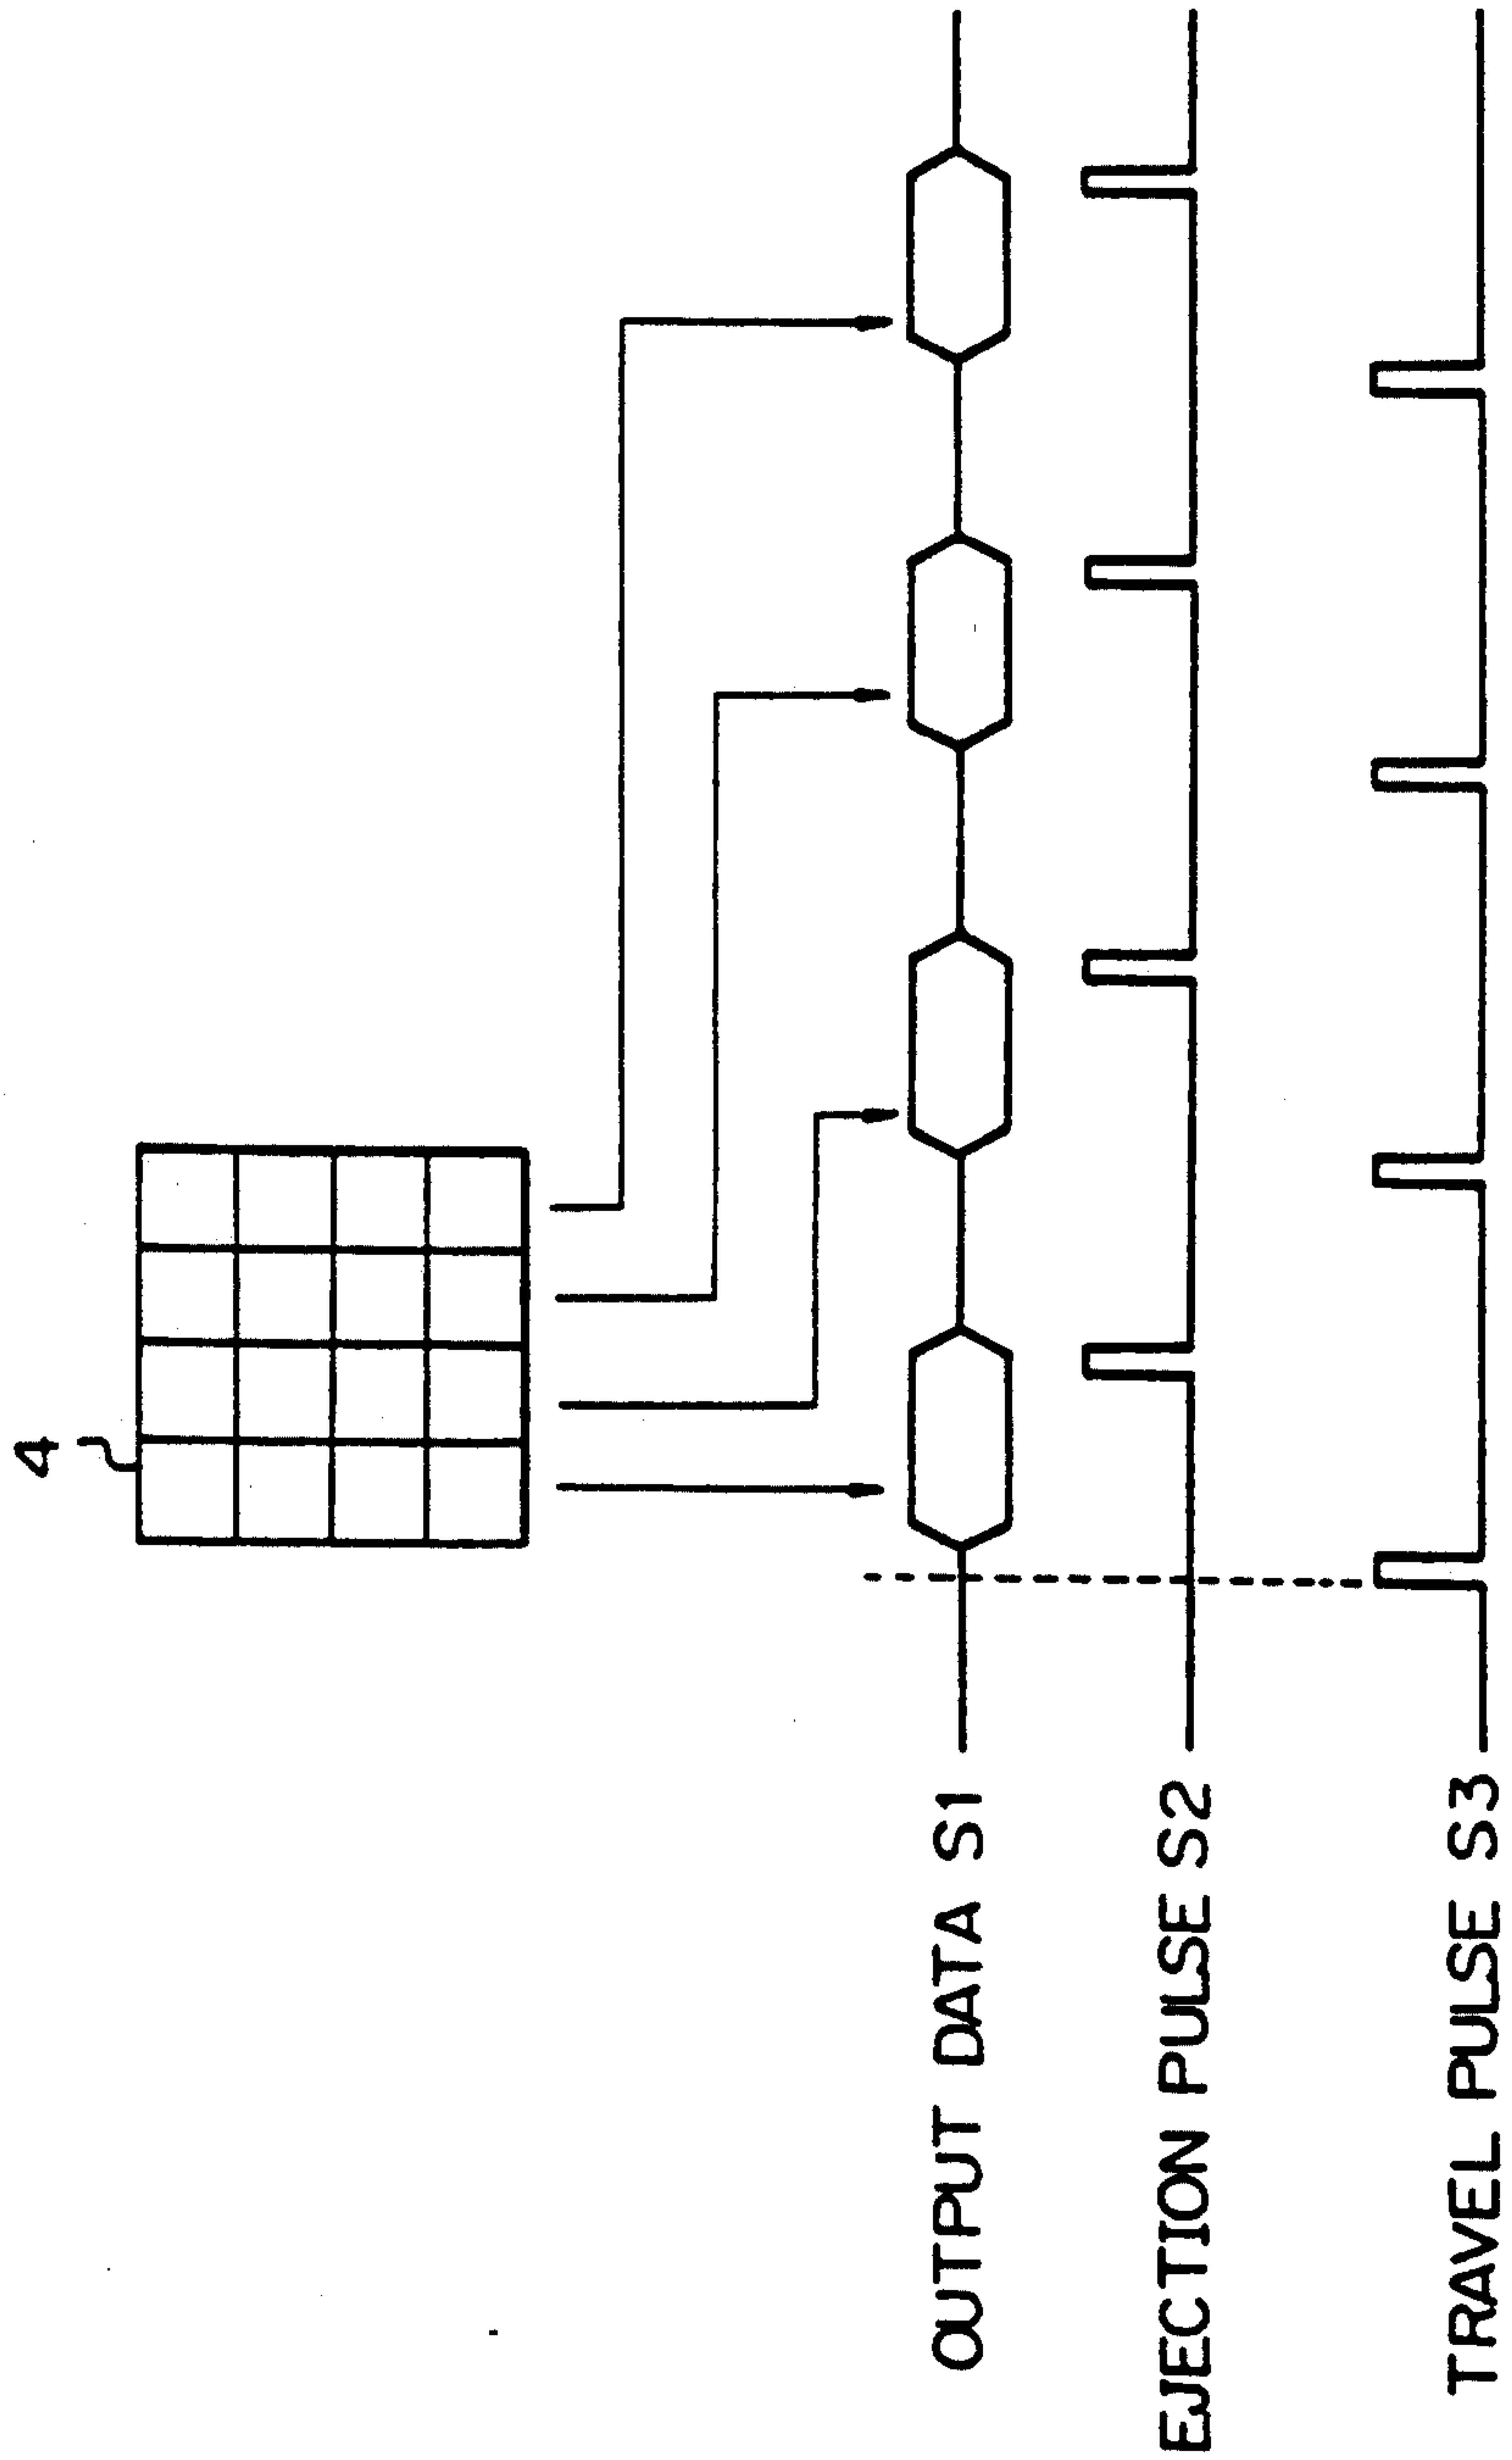 4
OUTPUT DATA S1
EJECTION PULSE S2
TRAVEL PULSE S3